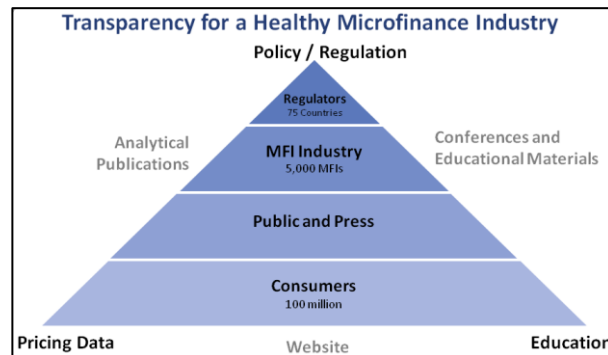 Transparency for a Healthy Microfinance Industry
Policy / Regulation
Regulators
75 Countries
Analytical
Publications
Conferences and
Educational Materials
MFI Industry
5,000 MFIs
Public and Press
Consumers
100 million
Pricing Data
Website
Education